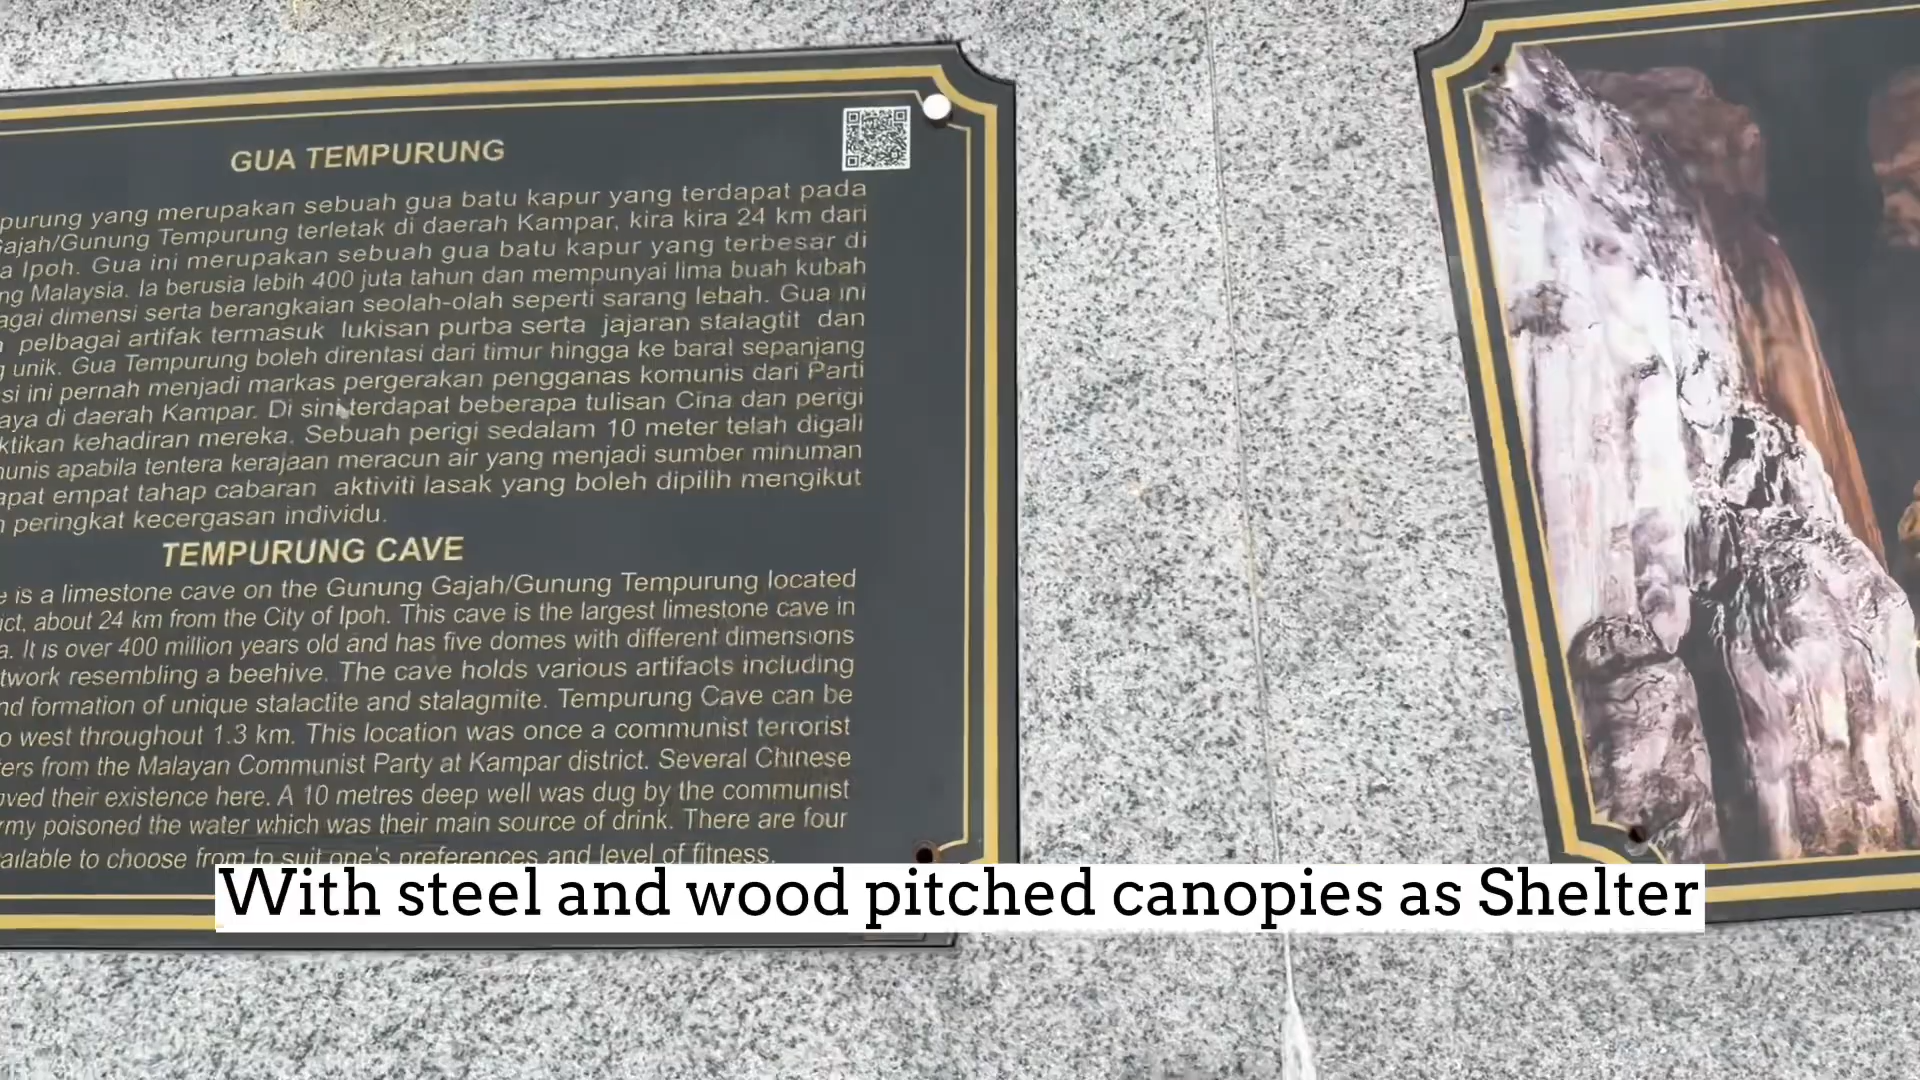 GUA TEMPURUNG
purung yang merupakan sebuah gua batu kapur yang terdapat pada
Gajah/Gunung Tempurung terletak di daerah Kampar, kira kira 24 km dari
a Ipoh. Gua ini merupakan sebuah gua batu kapur yang terbesar di
ng Malaysia. Ia berusia lebih 400 juta tahun dan mempunyai lima buah kubah
agai dimensi serta berangkaian seolah-olah seperti sarang lebah. Gua ini
pelbagai artifak termasuk lukisan purba serta jajaran stalagtit dan
g unik. Gua Tempurung boleh direntasi dari timur hingga ke barat sepanjang
si ini pernah menjadi markas pergerakan pengganas komunis dari Parti
aya di daerah Kampar. Di sini terdapat beberapa tulisan Cina dan perigi
ktikan kehadiran mereka. Sebuah perigi sedalam 10 meter telah digali
nunis apabila tentera kerajaan meracun air yang menjadi sumber minuman
apat empat tahap cabaran aktiviti lasak yang boleh dipilih mengikut
n peringkat kecergasan individu.
TEMPURUNG CAVE
e is a limestone cave on the Gunung Gajah/Gunung Tempurung located
ict, about 24 km from the City of Ipoh. This cave is the largest limestone cave in
a. It is over 400 million years old and has five domes with different dimensions
twork resembling a beehive. The cave holds various artifacts including
nd formation of unique stalactite and stalagmite. Tempurung Cave can be
o west throughout 1.3 km. This location was once a communist terrorist
ters from the Malayan Communist Party at Kampar district. Several Chinese
oved their existence here. A 10 metres deep well was dug by the communist
rmy poisoned the water which was their main source of drink. There are four
ailable to choose from to suit one's preferences and level of fitness.
With steel and wood pitched canopies as Shelter